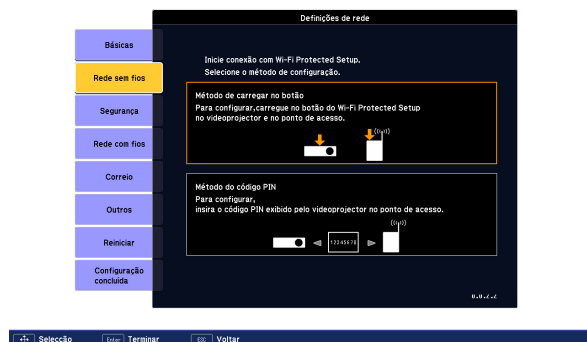 Definições de rede
Básicas
Rede sem fios
Segurança
Rede com fios
Correio
Outros
Reiniciar
Configuração
concluída
Inicie conexão com Wi-Fi Protected Setup.
Selecione o método de configuração.
Método de carregar no botão
Para configurar,carregue no botão do Wi-Fi Protected Setup
no videoprojector e no ponto de acesso.
Método do código PIN
Para configurar,
insira o código PIN exibido pelo videoprojector no ponto de acesso.
12345678
Selecção Enter Terminar ESC Voltar